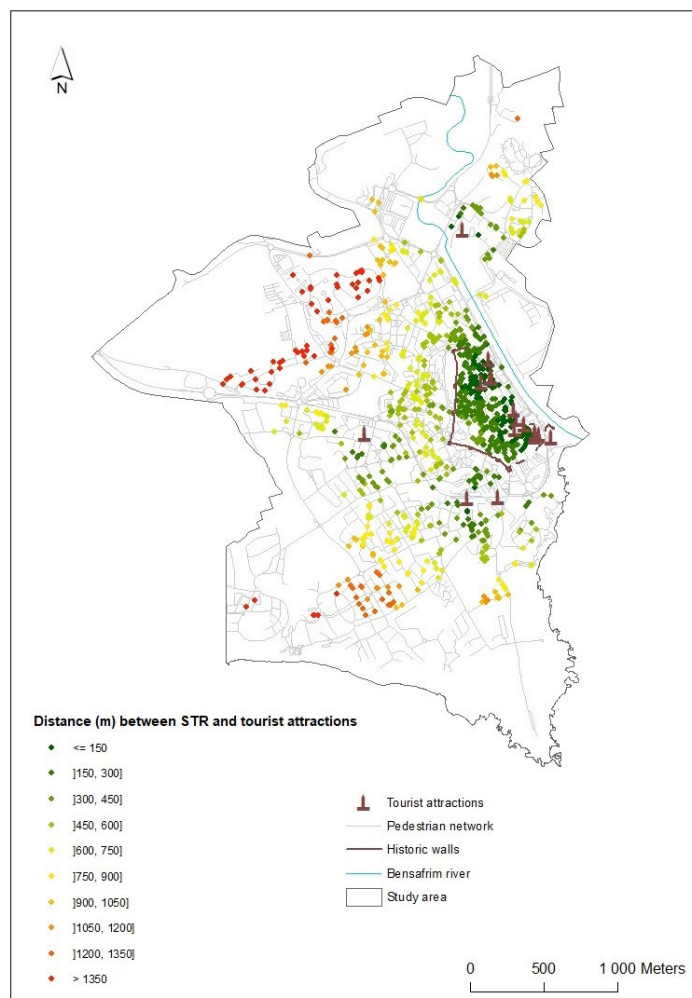 N
Distance (m) between STR and tourist attractions
<= 150
]150, 300]
]300, 450]
]450, 600]
]600, 750]
]750, 900]
]900, 1050]
]1050, 1200]
]1200, 1350]
> 1350
Tourist attractions
Pedestrian network
Historic walls
Bensafrim river
Study area
0 500 1 000 Meters